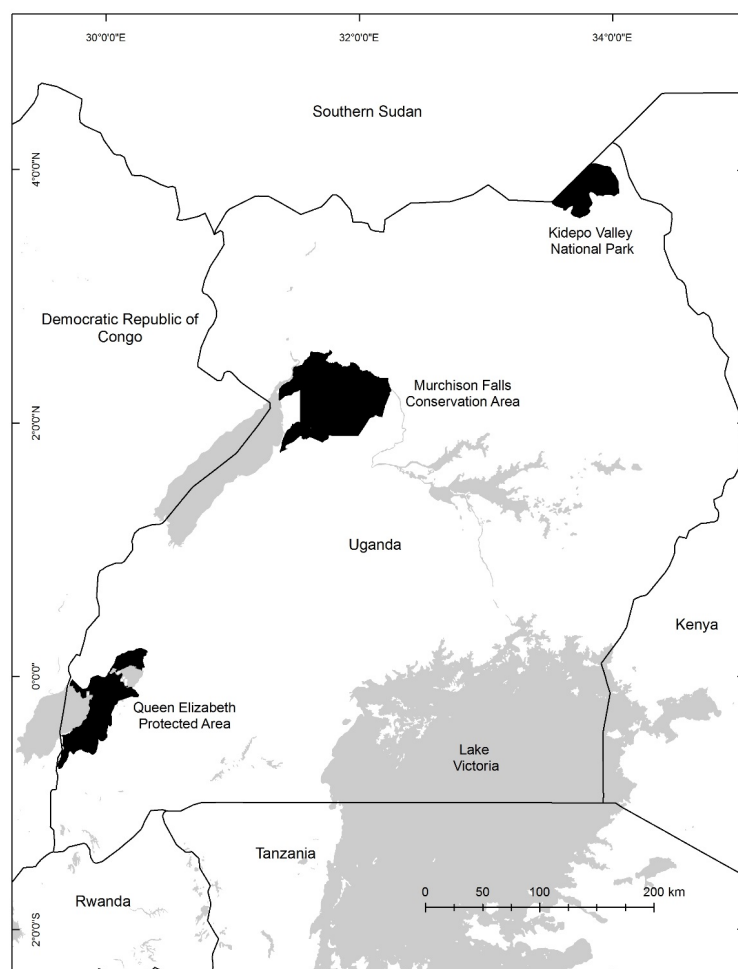 30°0'0"E 32°0'0"E 34°0'0"E
Southern Sudan
4°0'0"N
Kidepo Valley
National Park
Democratic Republic of
Congo
Murchison Falls
Conservation Area
2°0'0"N
Uganda
Kenya
0°0'0"
Queen Elizabeth
Protected Area
Lake
Victoria
Tanzania
Rwanda
0 50 100 200 km
2°0'0"S